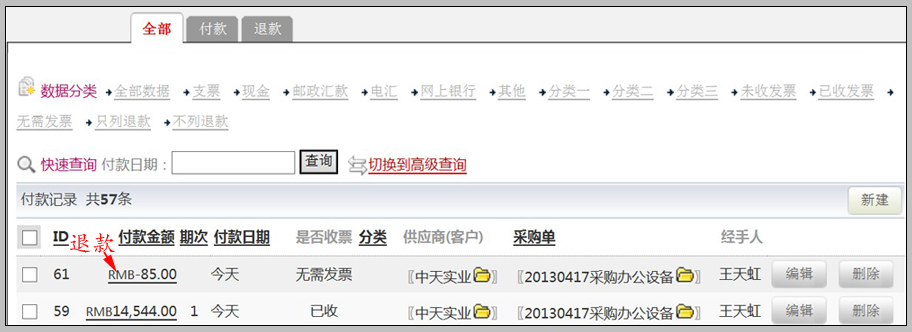 全部 付款 退款
数据分类 全部数据 支票 现金 邮政汇款 电汇 网上银行 其他 分类一 分类二 分类三 未收发票 已收发票
无需发票 只列退款 不列退款
快速查询 付款日期： 查询 切换到高级查询
付款记录 共57条 新建
ID 付款金额 期次 付款日期 是否收票 分类 供应商(客户) 采购单 经手人
退款
61 RMB-85.00 今天 无需发票 〖中天实业〗 〖20130417采购办公设备〗 王天虹 编辑 删除
59 RMB14,544.00 1 今天 已收 〖中天实业〗 〖20130417采购办公设备〗 王天虹 编辑 删除